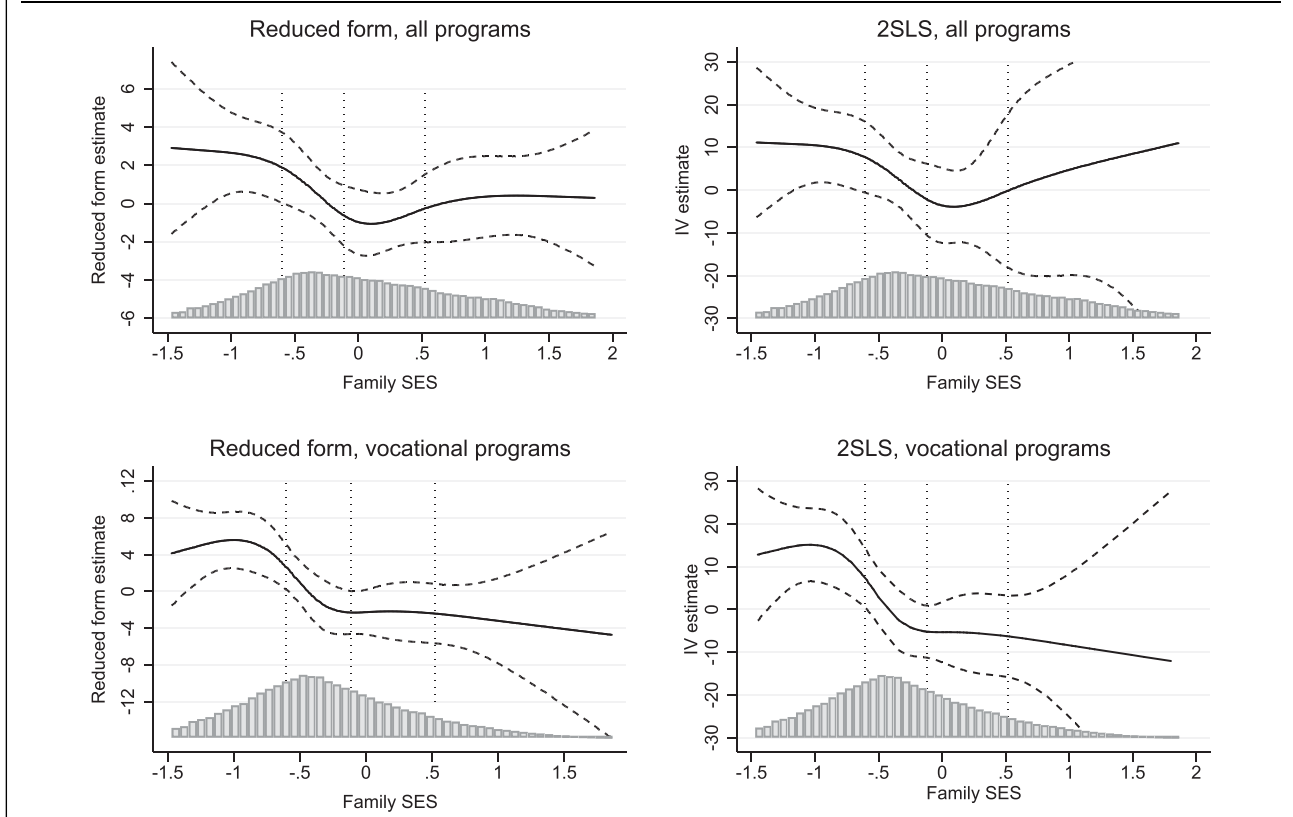 Reduced form, all programs
Reduced form estimate
6
4
2
0
-2
-4
-6
-1.5 -1 -.5 0 .5 1 1.5 2
Family SES
2SLS, all programs
IV estimate
30
20
10
0
-10
-20
-30
-1.5 -1 -.5 0 .5 1 1.5 2
Family SES
Reduced form, vocational programs
Reduced form estimate
.12
8
4
0
-4
-8
-12
-1.5 -1 -.5 0 .5 1 1.5
Family SES
2SLS, vocational programs
IV estimate
30
20
10
0
-10
-20
-30
-1.5 -1 -.5 0 .5 1 1.5 2
Family SES